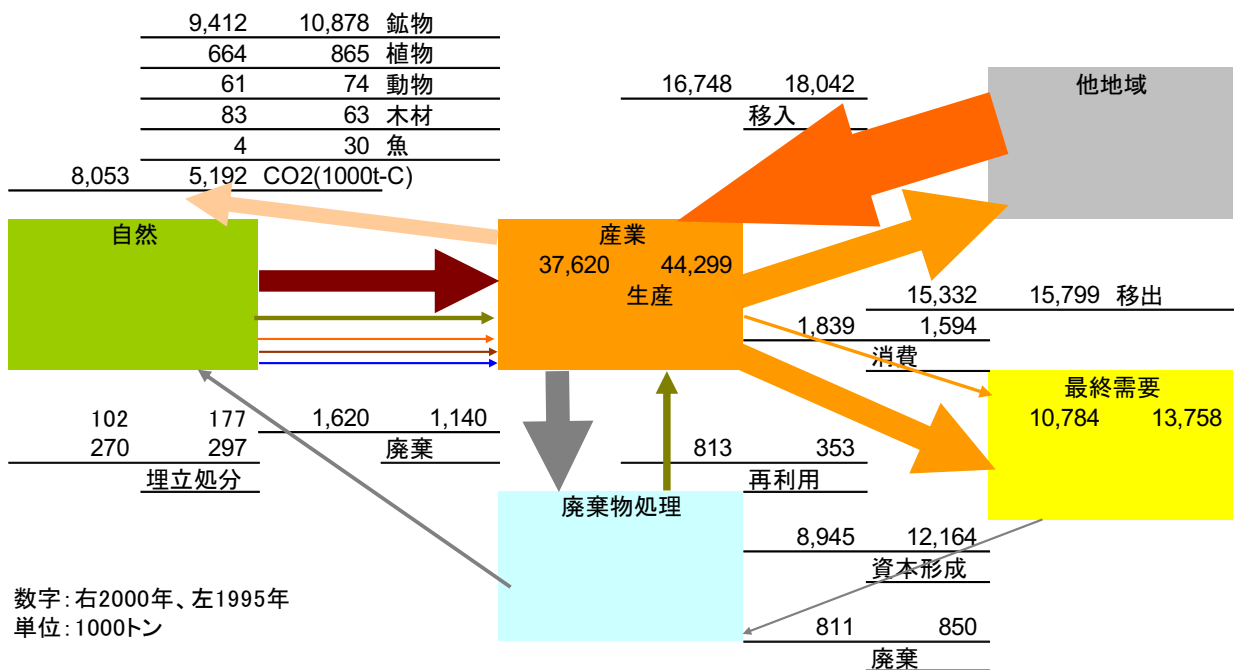 9,412 10,878 鉱物
664 865 植物
61 74 動物
83 63 木材
4 30 魚
8,053 5,192 CO2(1000t-C)
16,748 18,042
移入
他地域
自然
産業
37,620 44,299
生産
15,332 15,799 移出
1,839 1,594
消費
最終需要
10,784 13,758
102 177
270 297
埋立処分
1,620 1,140
廃棄
813 353
再利用
廃棄物処理
8,945 12,164
資本形成
811 850
廃棄
数字:右2000年、左1995年
単位:1000トン